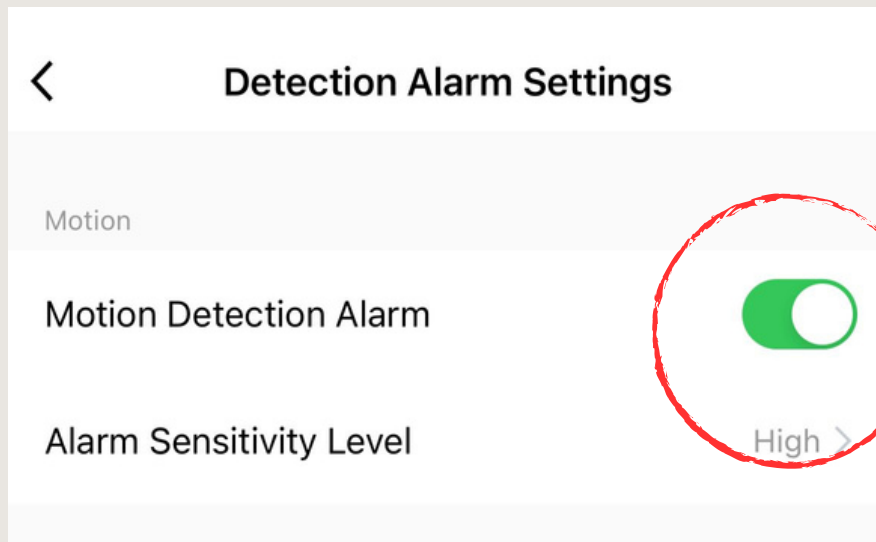 Detection Alarm Settings
Motion
Motion Detection Alarm
Alarm Sensitivity Level High